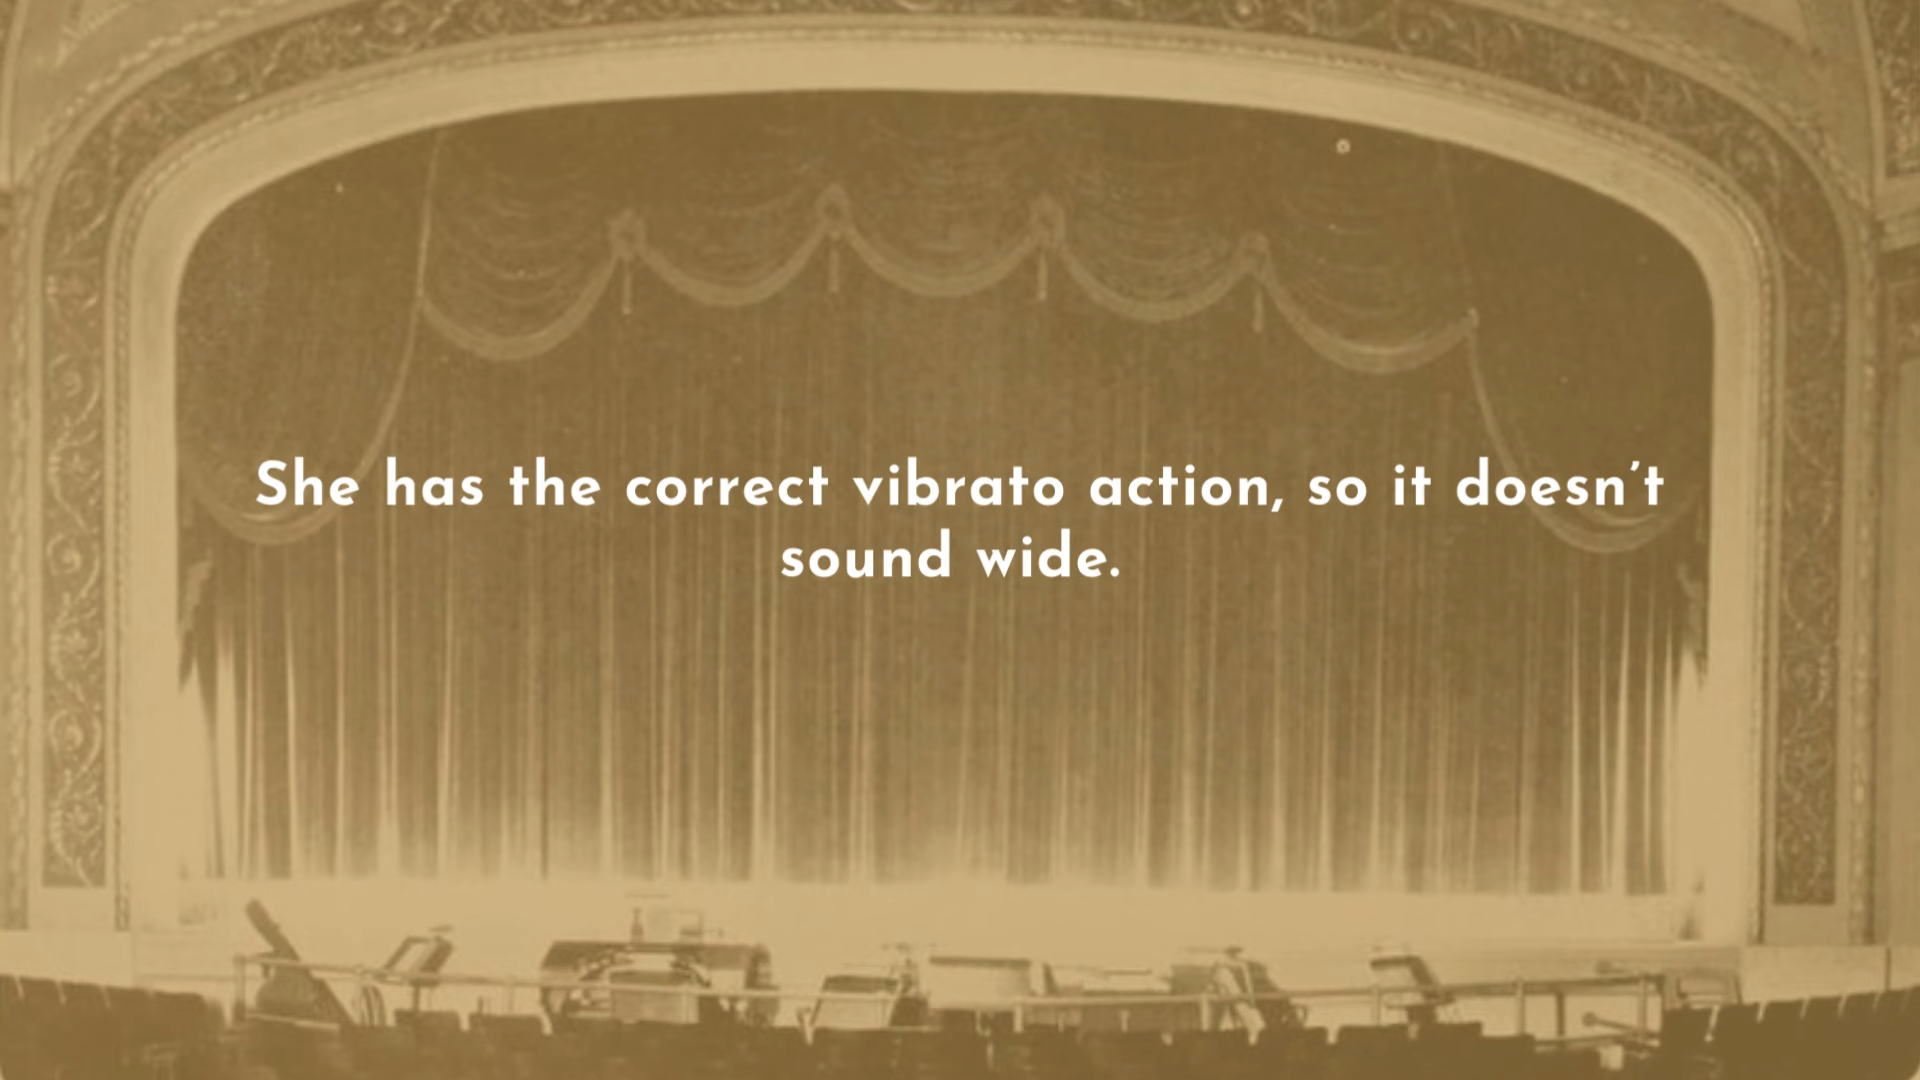 She has the correct vibrato action, so it doesn’t
sound wide.